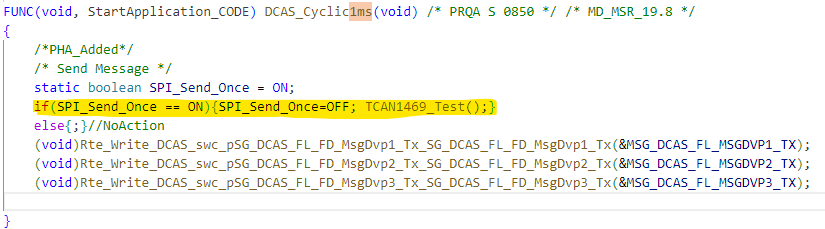 FUNC(void, StartApplication_CODE) DCAS_Cyclic1ms(void) /* PRQA S 0850 */ /* MD_MSR_19.8 */
{
/*PHA_Added*/
/* Send Message */
static boolean SPI_Send_Once = ON;
if(SPI_Send_Once == ON){SPI_Send_Once=OFF; TCAN1469_Test();}
else{;}//NoAction
(void)Rte_Write_DCAS_swc_pSG_DCAS_FL_FD_MsgDvp1_Tx_SG_DCAS_FL_FD_MsgDvp1_Tx(&MSG_DCAS_FL_MSGDVP1_TX);
(void)Rte_Write_DCAS_swc_pSG_DCAS_FL_FD_MsgDvp2_Tx_SG_DCAS_FL_FD_MsgDvp2_Tx(&MSG_DCAS_FL_MSGDVP2_TX);
(void)Rte_Write_DCAS_swc_pSG_DCAS_FL_FD_MsgDvp3_Tx_SG_DCAS_FL_FD_MsgDvp3_Tx(&MSG_DCAS_FL_MSGDVP3_TX);
}